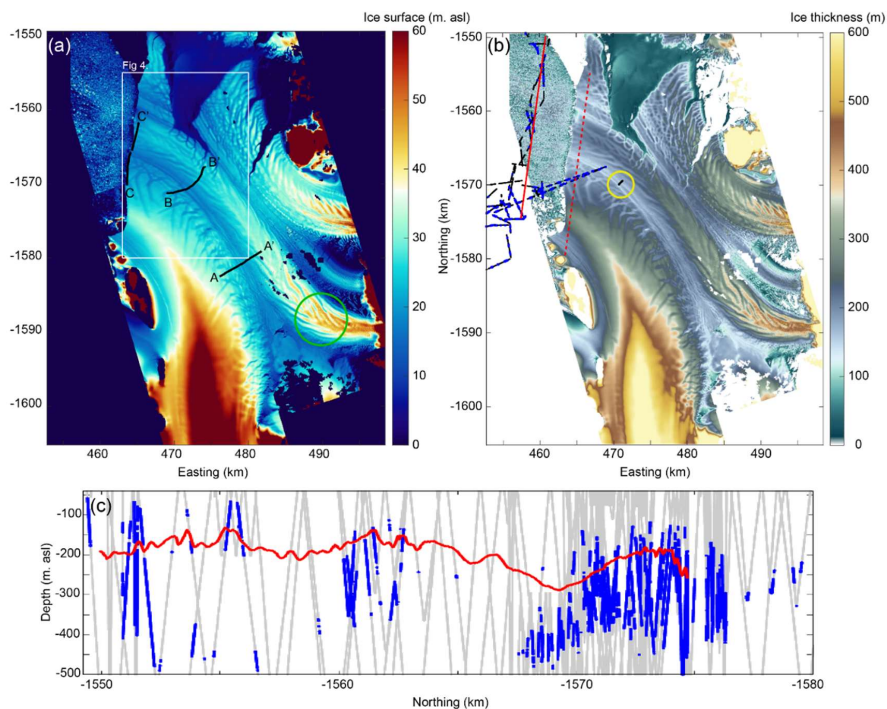 Ice surface (m. asl)
Ice thickness (m)
(a)
Fig 4.
C'
C
B'
B
A'
A
-1550
-1560
-1570
-1580
-1590
-1600
460 470 480 490
Easting (km)
60
50
40
30
20
10
0
(b)
Northing (km)
-1550
-1560
-1570
-1580
-1590
-1600
460 470 480 490
Easting (km)
600
500
400
300
200
100
0
(c)
Depth (m. asl)
-100
-200
-300
-400
-500
-1550 -1560 -1570 -1580
Northing (km)